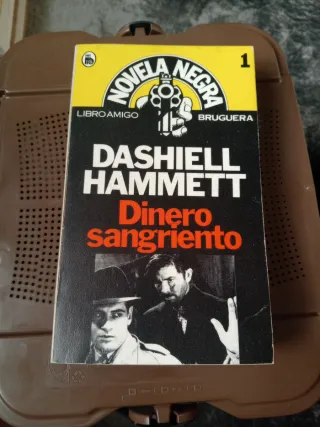 NOVELA NEGRA
1
LIBRO AMIGO BRUGUERA
DASHIELL
HAMMETT
Dinero
sangriento